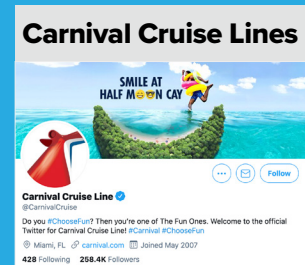 Carnival Cruise Lines
SMILE AT
HALF MOON CAY
Follow
Carnival Cruise Line
@CarnivalCruise
Do you #ChooseFun? Then you're one of The Fun Ones. Welcome to the official
Twitter for Carnival Cruise Line! #Carnival #ChooseFun
Miami, FL carnival.com Joined May 2007
428 Following 258.4K Followers